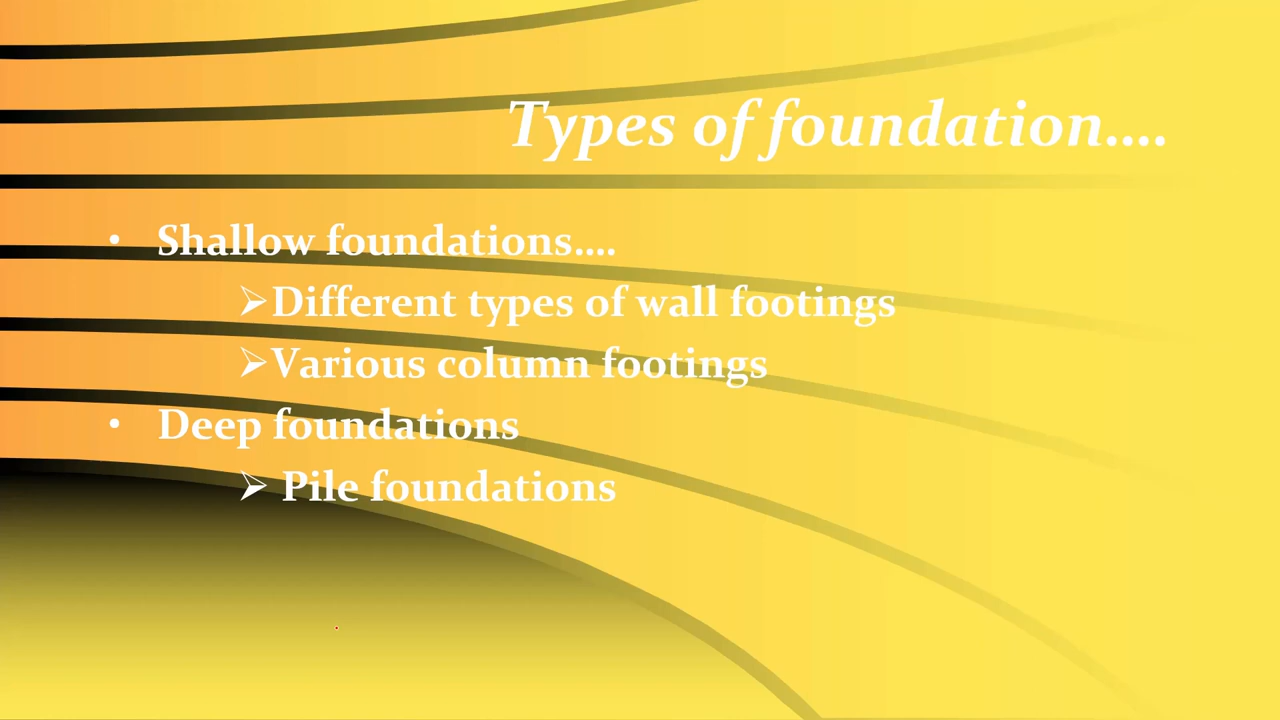 Types of foundation....
• Shallow foundations....
➢Different types of wall footings
➢Various column footings
• Deep foundations
➢ Pile foundations